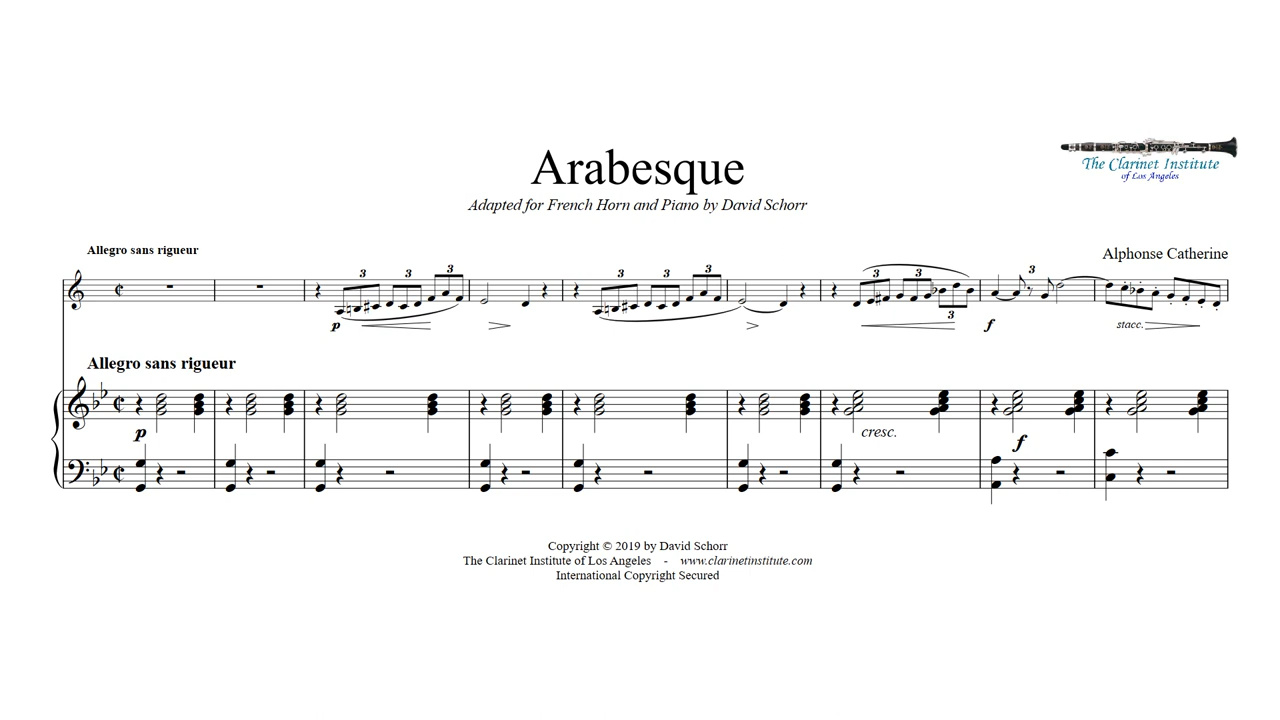 Arabesque
Adapted for French Horn and Piano by David Schorr
The Clarinet Institute
of Los Angeles
Allegro sans rigueur
Alphonse Catherine
3 3 3 3 3 3 3 3 3 3
p f stacc.
Allegro sans rigueur
p cresc. f
Copyright © 2019 by David Schorr
The Clarinet Institute of Los Angeles - www.clarinetinstitute.com
International Copyright Secured